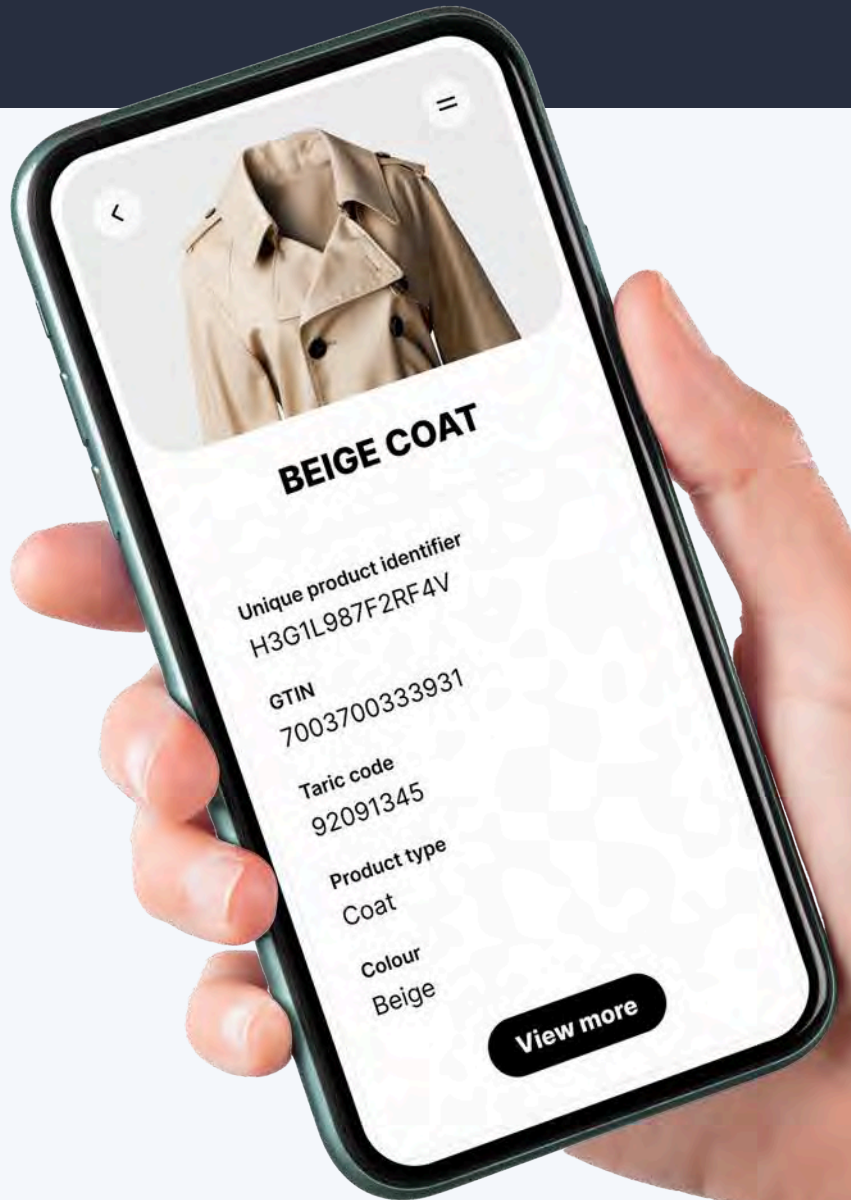 BEIGE COAT
Unique product identifier
H3G1L987F2RF4V
GTIN
7003700333931
Taric code
92091345
Product type
Coat
Colour
Beige
View more